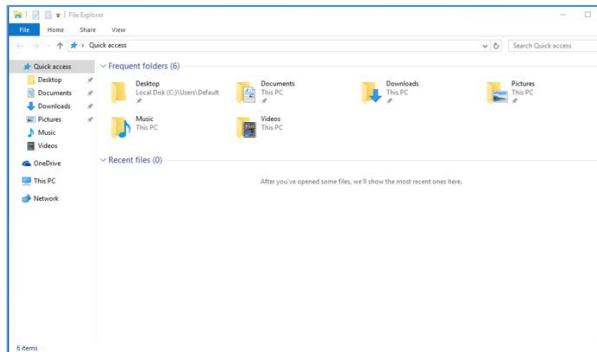 File Explorer
File Home Share View
Quick access
Search Quick access
Quick access
Desktop
Documents
Downloads
Pictures
Music
Videos
OneDrive
This PC
Network
Frequent folders (6)
Desktop
Local Disk (C:)\Users\Default
Documents
This PC
Downloads
This PC
Pictures
This PC
Music
This PC
Videos
This PC
Recent files (0)
After you've opened some files, we'll show the most recent ones here.
6 items